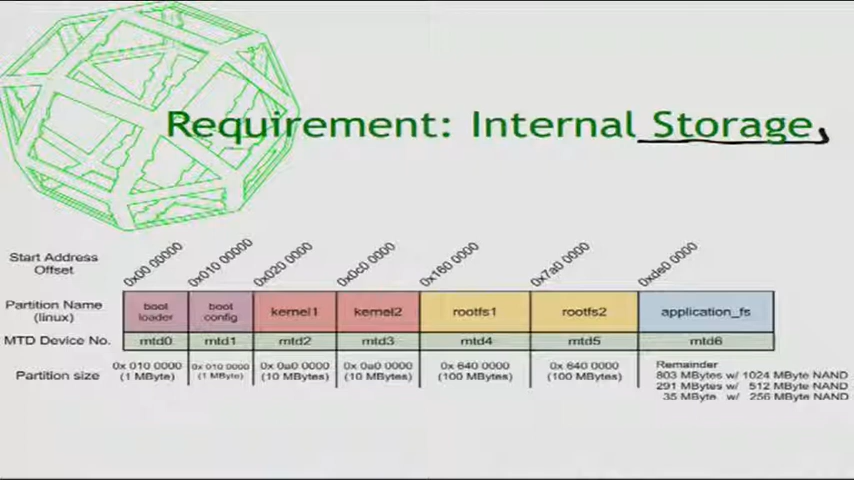 Requirement: Internal Storage
Start Address Offset
0x00 00000 0x010 00000 0x020 0000 0x0c0 0000 0x160 0000 0x7a0 0000 0xde0 0000
Partition Name (linux)
boot loader boot config kernel1 kernel2 rootfs1 rootfs2 application_fs
MTD Device No. mtd0 mtd1 mtd2 mtd3 mtd4 mtd5 mtd6
Partition size
0x 010 0000 0x 010 0000 0x 0a0 0000 0x 0a0 0000 0x 640 0000 0x 640 0000 Remainder
(1 MByte) (1 MByte) (10 MBytes) (10 MBytes) (100 MBytes) (100 MBytes) 803 MBytes w/ 1024 MByte NAND
291 MBytes w/ 512 MByte NAND
35 MByte w/ 256 MByte NAND